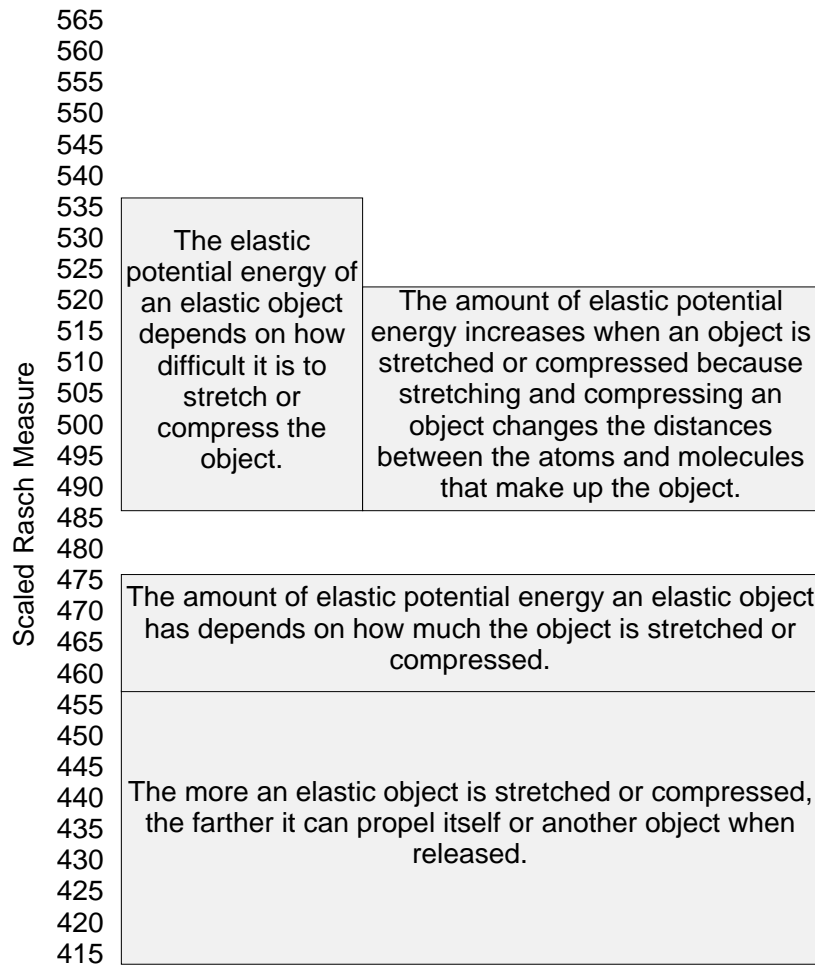 565
560
555
550
545
540
535
530
525
520
515
510
505
500
495
490
485
480
475
470
465
460
455
450
445
440
435
430
425
420
415
Scaled Rasch Measure
The elastic
potential energy of
an elastic object
depends on how
difficult it is to
stretch or
compress the
object.
The amount of elastic potential
energy increases when an object is
stretched or compressed because
stretching and compressing an
object changes the distances
between the atoms and molecules
that make up the object.
The amount of elastic potential energy an elastic object
has depends on how much the object is stretched or
compressed.
The more an elastic object is stretched or compressed,
the farther it can propel itself or another object when
released.